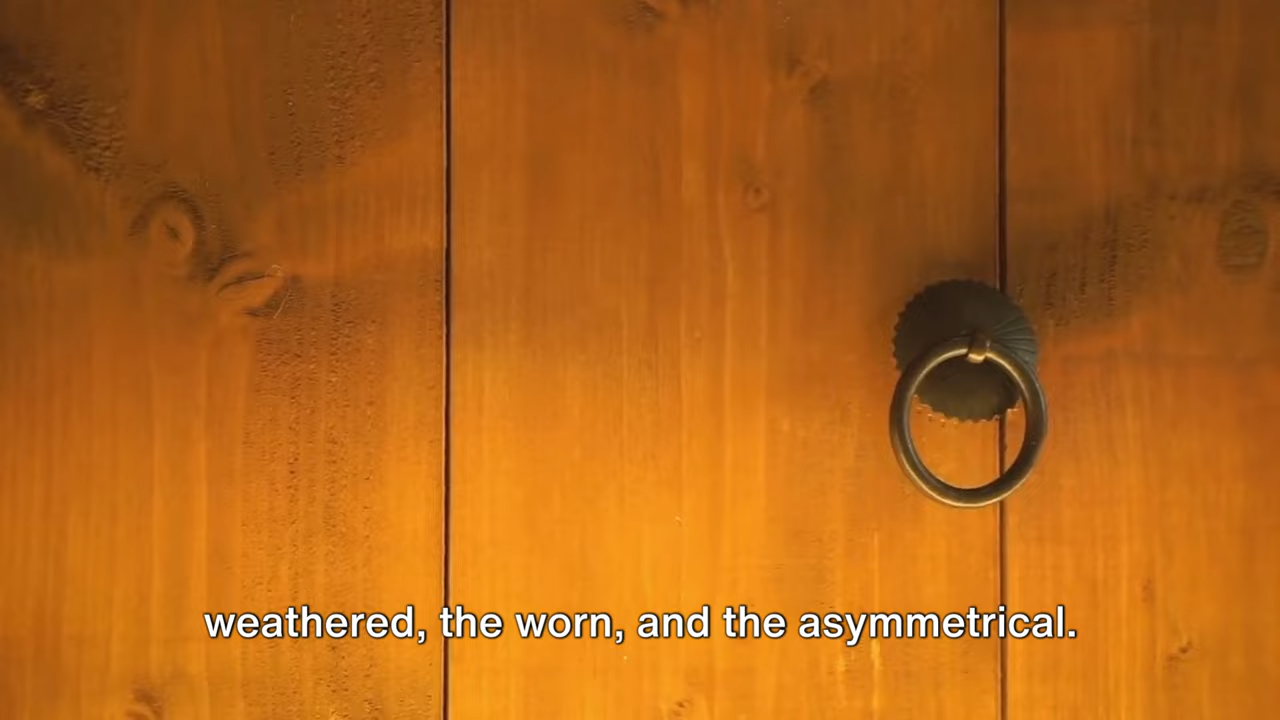 weathered, the worn, and the asymmetrical.